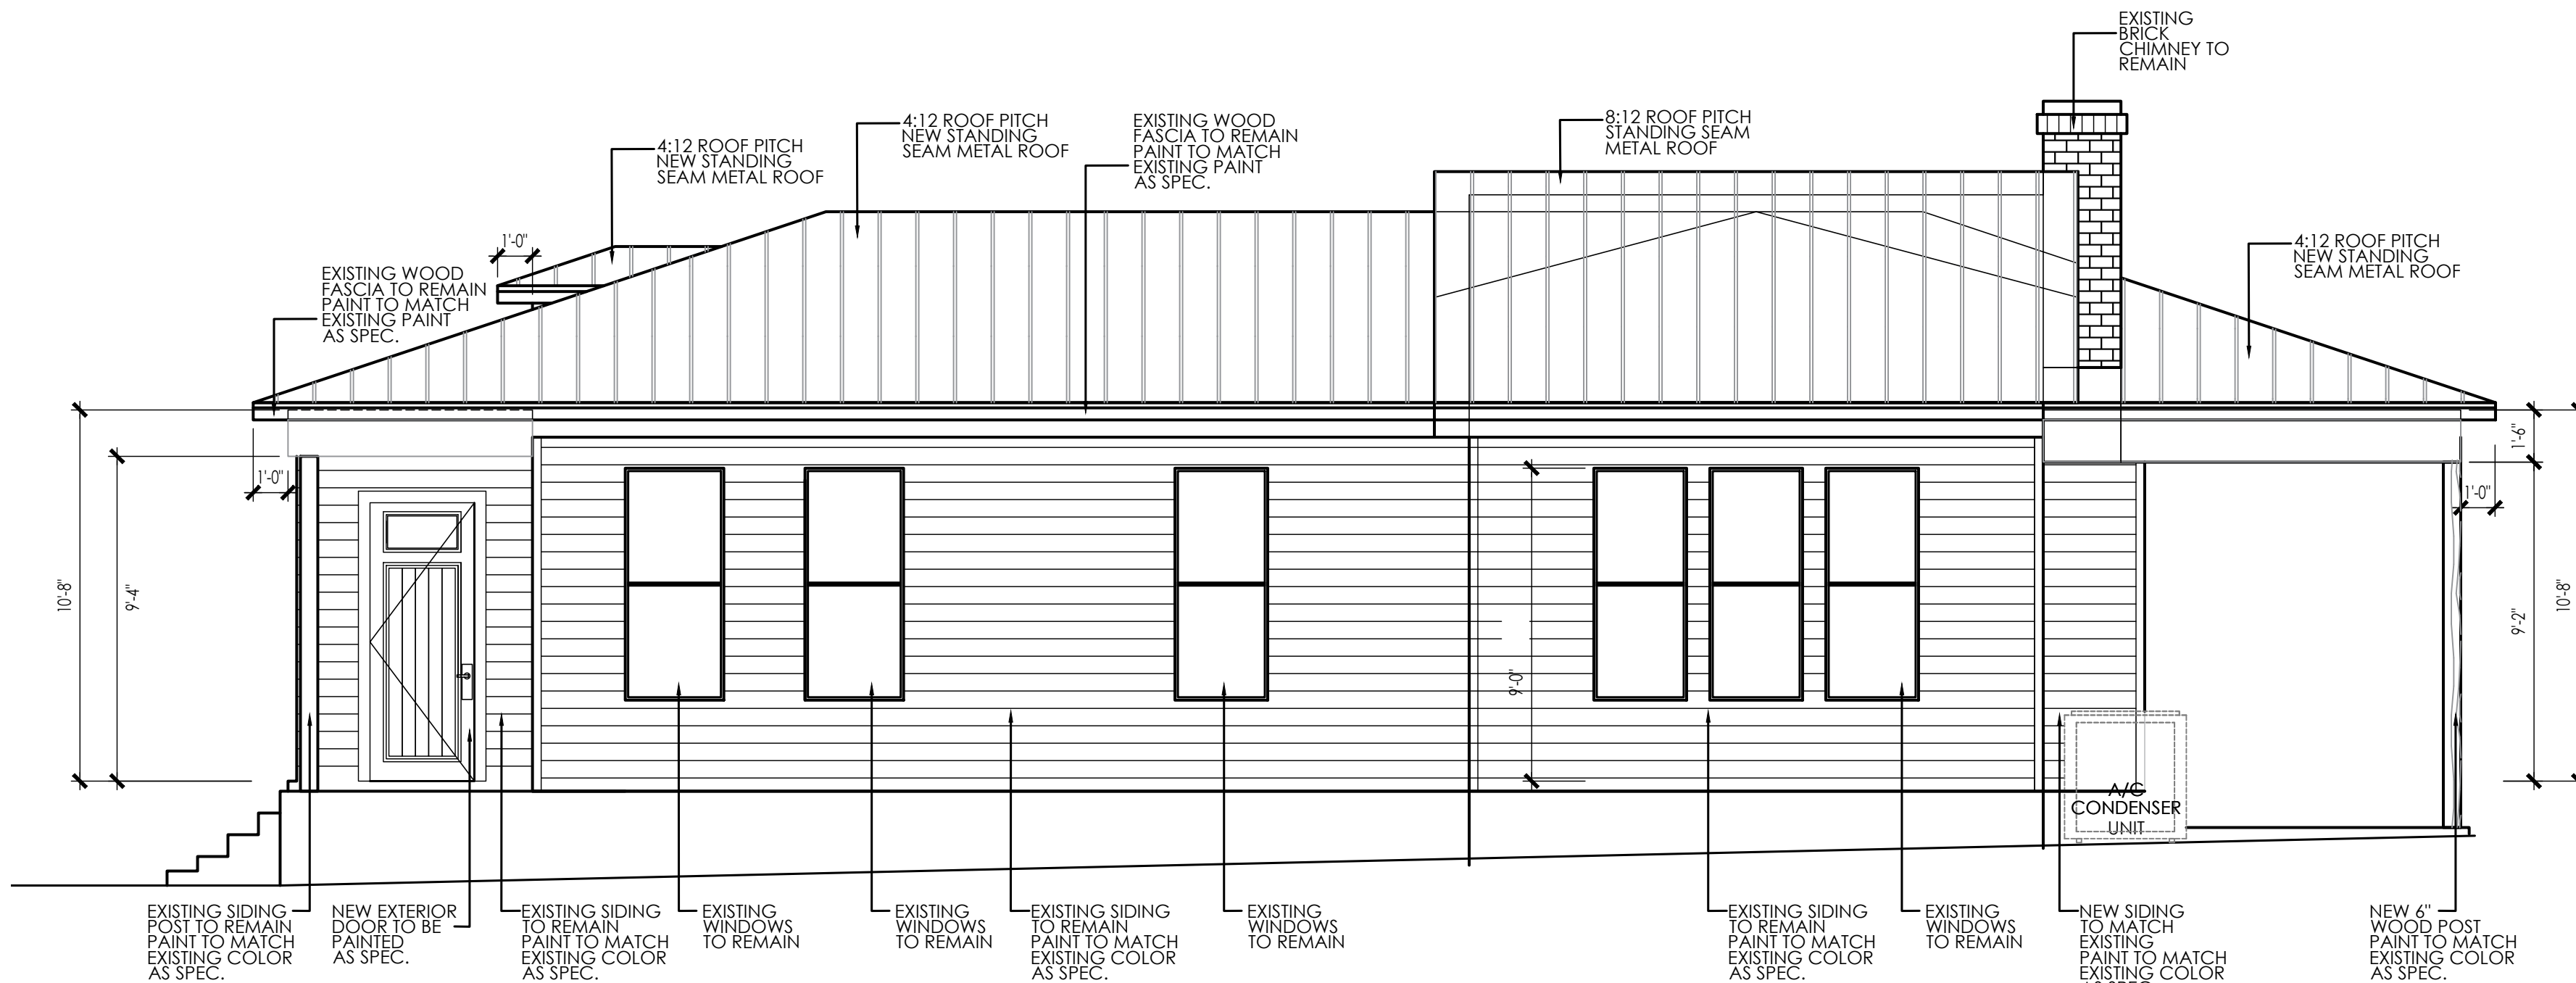 EXISTING
BRICK
CHIMNEY TO
REMAIN
4:12 ROOF PITCH
NEW STANDING
SEAM METAL ROOF
4:12 ROOF PITCH
NEW STANDING
SEAM METAL ROOF
EXISTING WOOD
FASCIA TO REMAIN
PAINT TO MATCH
EXISTING PAINT
AS SPEC.
8:12 ROOF PITCH
STANDING SEAM
METAL ROOF
4:12 ROOF PITCH
NEW STANDING
SEAM METAL ROOF
1'-0"
EXISTING WOOD
FASCIA TO REMAIN
PAINT TO MATCH
EXISTING PAINT
AS SPEC.
1'-0"
10'-8"
9'-4"
9'-0"
1'-6"
1'-0"
9'-2"
10'-8"
A/C
CONDENSER
UNIT
EXISTING SIDING
POST TO REMAIN
PAINT TO MATCH
EXISTING COLOR
AS SPEC.
NEW EXTERIOR
DOOR TO BE
PAINTED
AS SPEC.
EXISTING SIDING
TO REMAIN
PAINT TO MATCH
EXISTING COLOR
AS SPEC.
EXISTING
WINDOWS
TO REMAIN
EXISTING
WINDOWS
TO REMAIN
EXISTING SIDING
TO REMAIN
PAINT TO MATCH
EXISTING COLOR
AS SPEC.
EXISTING
WINDOWS
TO REMAIN
EXISTING SIDING
TO REMAIN
PAINT TO MATCH
EXISTING COLOR
AS SPEC.
EXISTING
WINDOWS
TO REMAIN
NEW SIDING
TO MATCH
EXISTING
PAINT TO MATCH
EXISTING COLOR
NEW 6"
WOOD POST
PAINT TO MATCH
EXISTING COLOR
AS SPEC.